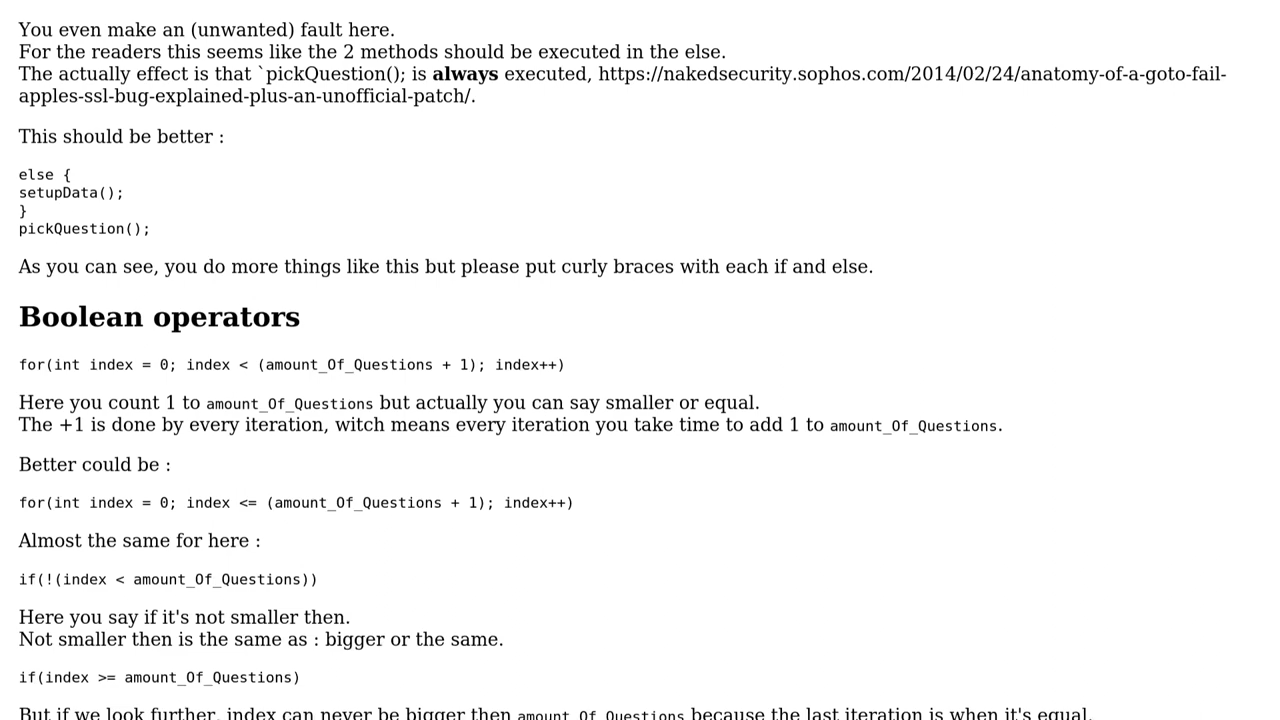 You even make an (unwanted) fault here.
For the readers this seems like the 2 methods should be executed in the else.
The actually effect is that `pickQuestion(); is always executed, https://nakedsecurity.sophos.com/2014/02/24/anatomy-of-a-goto-fail-
apples-ssl-bug-explained-plus-an-unofficial-patch/.
This should be better :
else {
setupData();
}
pickQuestion();
As you can see, you do more things like this but please put curly braces with each if and else.
Boolean operators
for(int index = 0; index < (amount_Of_Questions + 1); index++)
Here you count 1 to amount_Of_Questions but actually you can say smaller or equal.
The +1 is done by every iteration, witch means every iteration you take time to add 1 to amount_Of_Questions.
Better could be :
for(int index = 0; index <= (amount_Of_Questions + 1); index++)
Almost the same for here :
if(!(index < amount_Of_Questions))
Here you say if it's not smaller then.
Not smaller then is the same as : bigger or the same.
if(index >= amount_Of_Questions)
But if we look further, index can never be bigger then amount_Of_Questions because the last iteration is when it's equal.